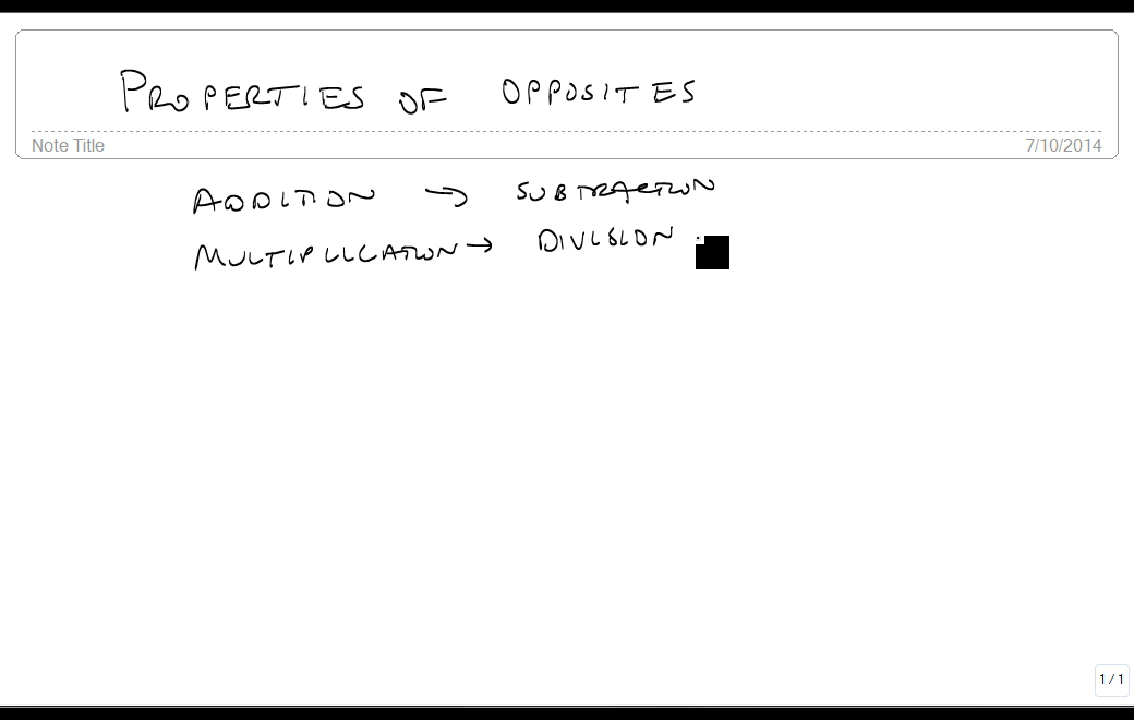 PROPERTIES OF OPPOSITES
Note Title
7/10/2014
ADDITION → SUBTRACTION
MULTIPLICATION → DIVISION
1 / 1